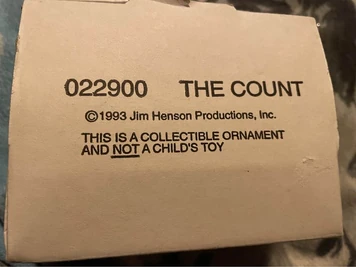 022900 THE COUNT
©1993 Jim Henson Productions, Inc.
THIS IS A COLLECTIBLE ORNAMENT
AND NOT A CHILD'S TOY